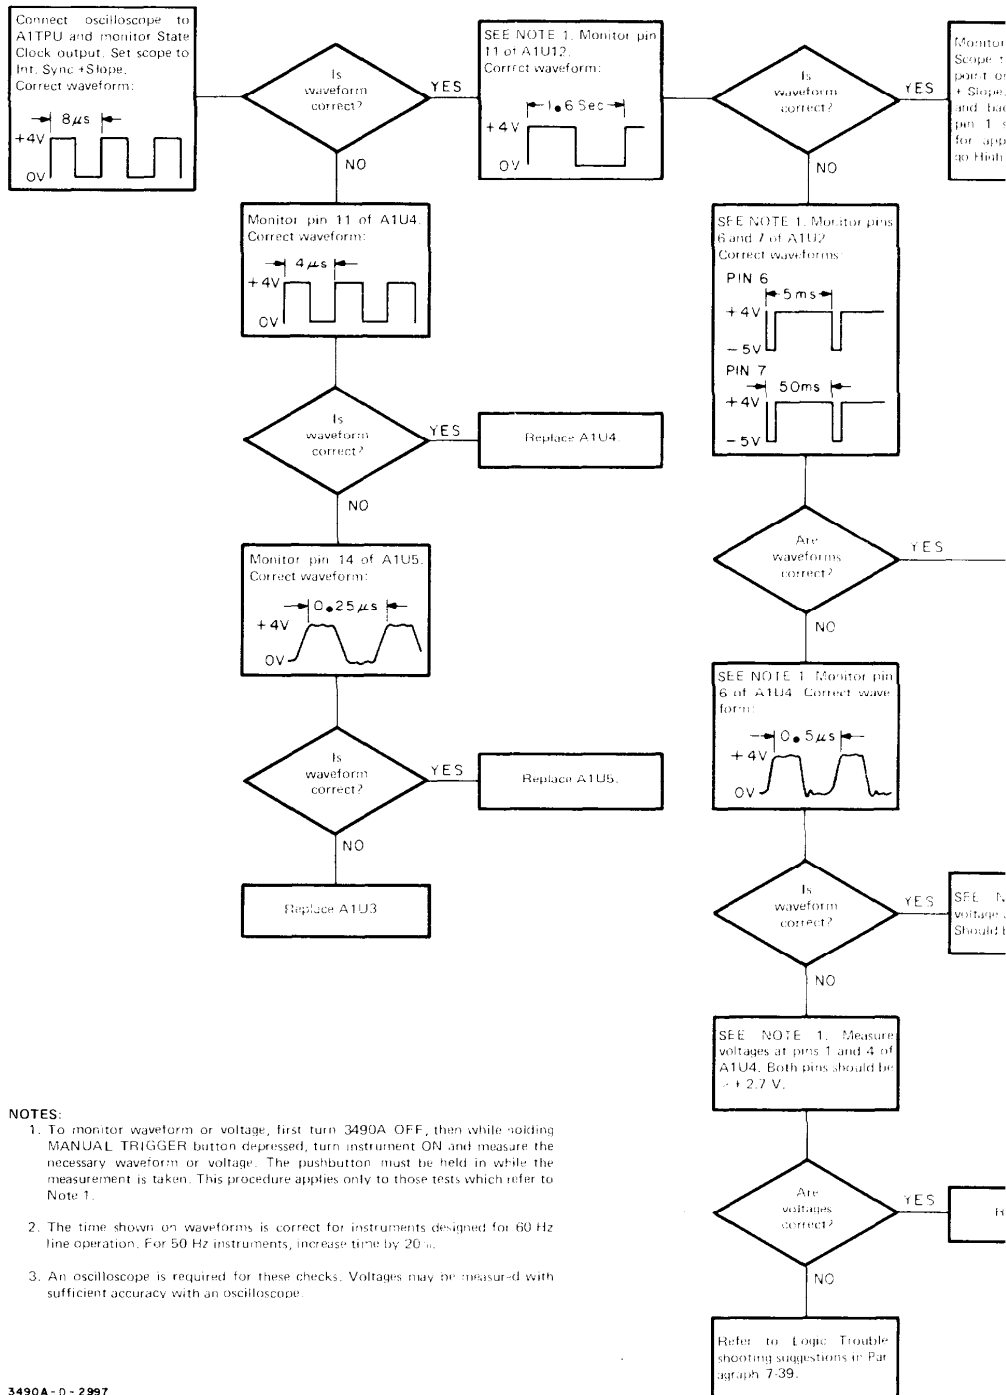 Connect oscilloscope to
A1TPU and monitor State
Clock output. Set scope to
Int. Sync +Slope.
Correct waveform:
8µs
+4V
0V
Is
waveform
correct?
YES
NO
SEE NOTE 1. Monitor pin
11 of A1U12.
Correct waveform:
1.6 Sec
+4V
0V
Is
waveform
correct?
YES
NO
Monitor
Scope
point
+ Slope.
and
pin 1
for
go High
Monitor pin 11 of A1U4.
Correct waveform:
4µs
+4V
0V
Is
waveform
correct?
YES
Replace A1U4.
NO
Monitor pin 14 of A1U5.
Correct waveform:
0.25µs
+4V
0V
Is
waveform
correct?
YES
Replace A1U5.
NO
Replace A1U3
SEE NOTE 1. Monitor pins
6 and 7 of A1U2
Correct waveforms:
PIN 6
5ms
+4V
-5V
PIN 7
50ms
+4V
-5V
Are
waveforms
correct?
YES
NO
SEE NOTE 1. Monitor pin
6 of A1U4. Correct wave
form:
0.5µs
+4V
0V
Is
waveform
correct?
YES
SEE
voltage
Should
NO
SEE NOTE 1. Measure
voltages at pins 1 and 4 of
A1U4. Both pins should be
+ 2.7 V.
Are
voltages
correct?
YES
NO
Refer to Logic Trouble
shooting suggestions in Par
agraph 7-39.
NOTES:
1. To monitor waveform or voltage, first turn 3490A OFF, then while holding
MANUAL TRIGGER button depressed, turn instrument ON and measure the
necessary waveform or voltage. The pushbutton must be held in while the
measurement is taken. This procedure applies only to those tests which refer to
Note 1.
2. The time shown on waveforms is correct for instruments designed for 60 Hz
line operation. For 50 Hz instruments, increase time by 20
3. An oscilloscope is required for these checks. Voltages may be measured with
sufficient accuracy with an oscilloscope.
3490A-D-2997